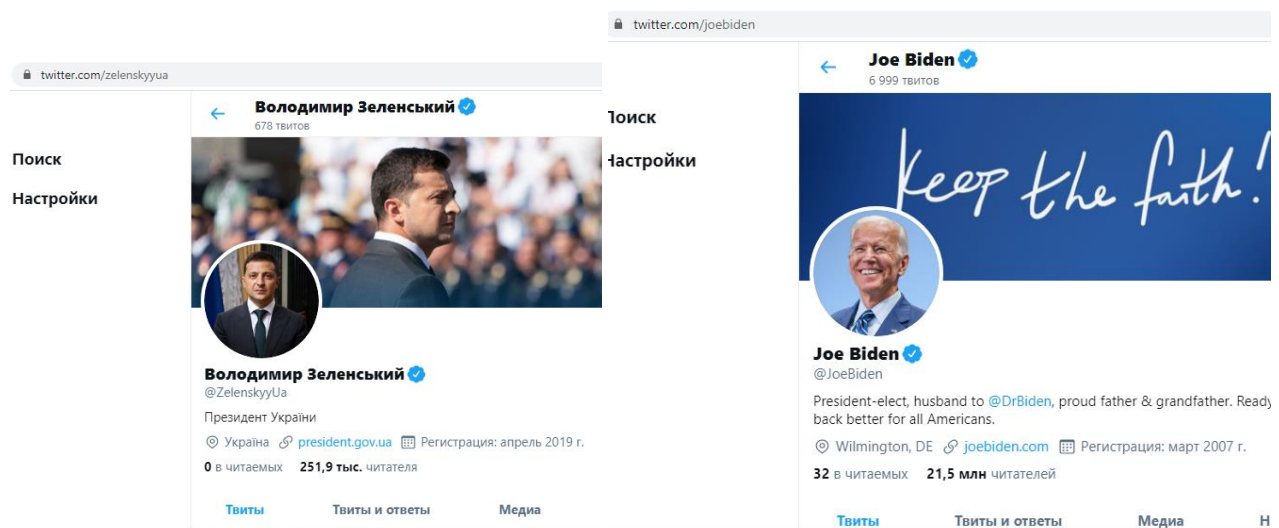 twitter.com/zelenskyyua
Володимир Зеленський
678 твитов
Поиск
Настройки
Володимир Зеленський
@ZelenskyyUa
Президент України
Україна president.gov.ua Регистрация: апрель 2019 г.
0 в читаемых 251,9 тыс. читателя
Твиты Твиты и ответы Медиа
twitter.com/joebiden
Joe Biden
6 999 твитов
Поиск
Настройки
Keep the faith!
Joe Biden
@JoeBiden
President-elect, husband to @DrBiden, proud father & grandfather. Ready
back better for all Americans.
Wilmington, DE joebiden.com Регистрация: март 2007 г.
32 в читаемых 21,5 млн читателей
Твиты Твиты и ответы Медиа Н